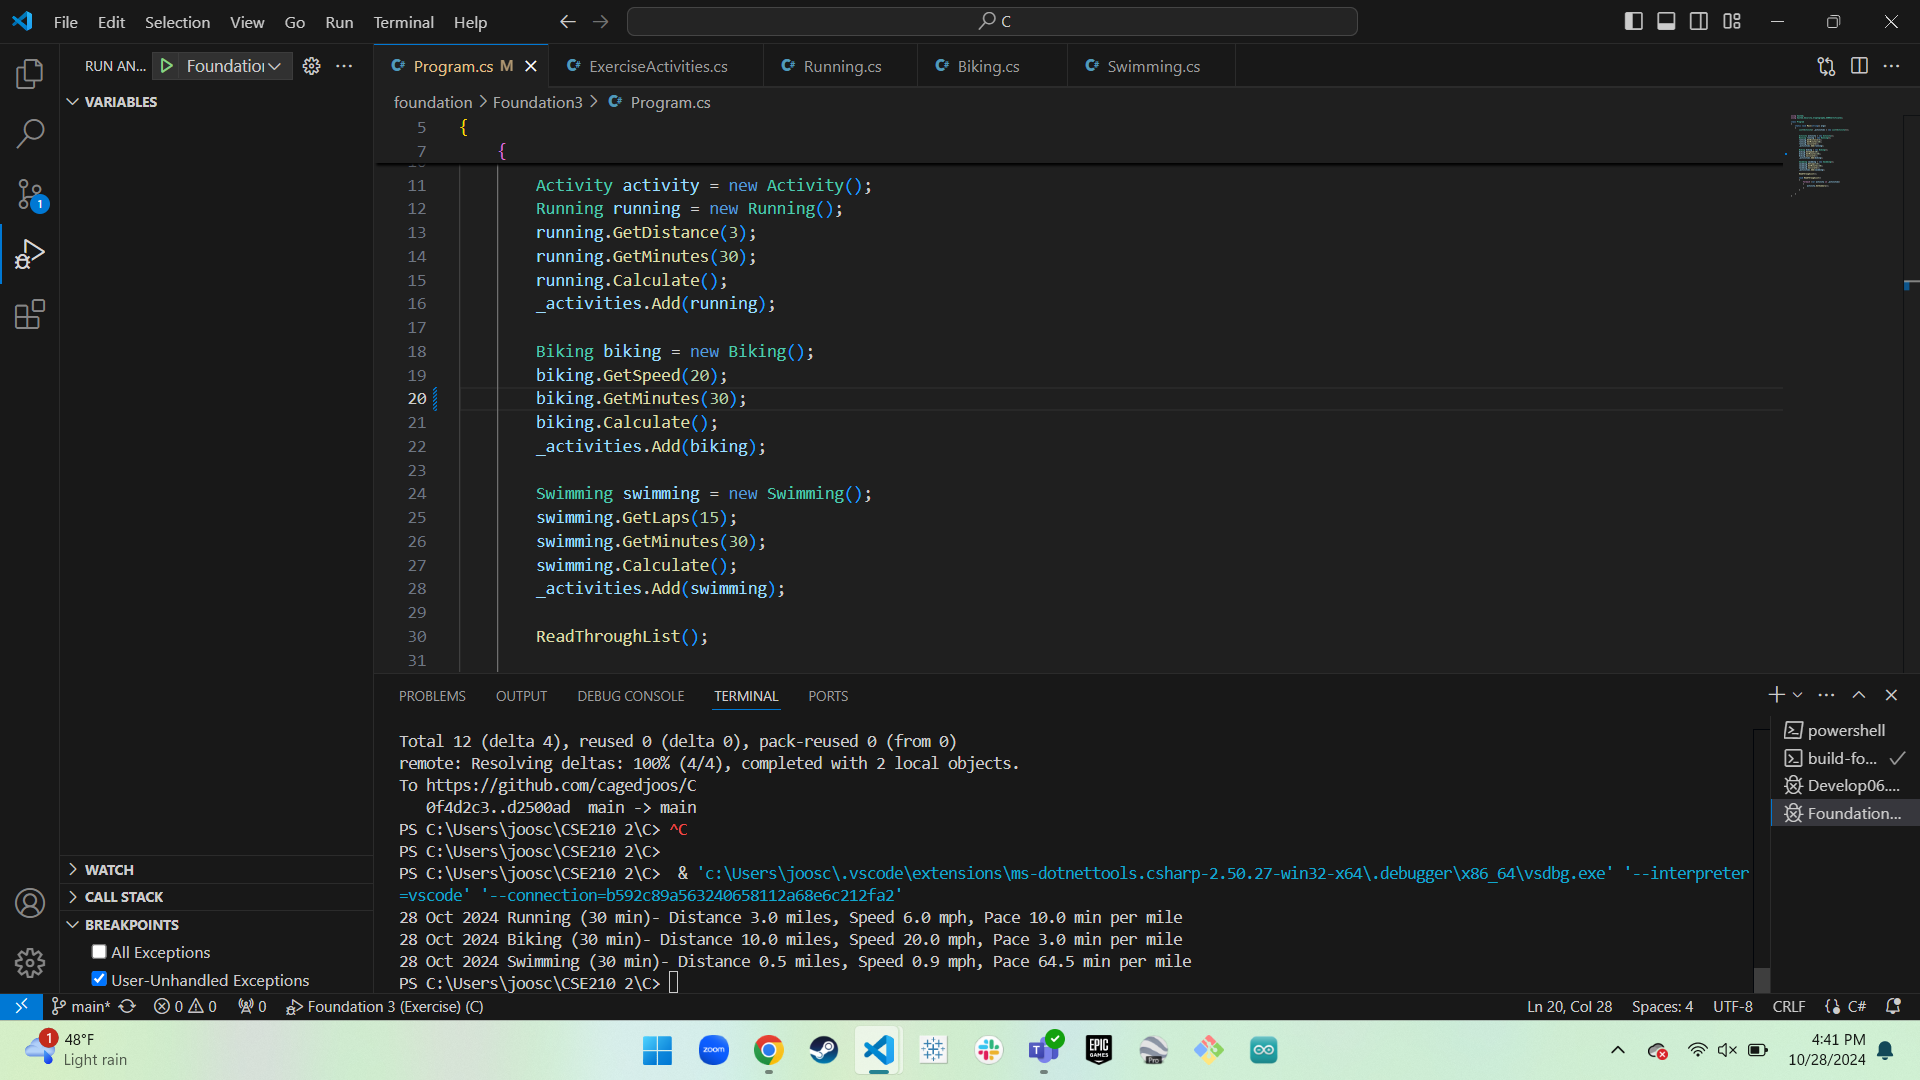 File Edit Selection View Go Run Terminal Help
C
RUN AN... Foundation
VARIABLES
WATCH
CALL STACK
BREAKPOINTS
All Exceptions
User-Unhandled Exceptions
1
C# Program.cs M
C# ExerciseActivities.cs
C# Running.cs
C# Biking.cs
C# Swimming.cs
foundation > Foundation3 > C# Program.cs
5 {
7 {
11 Activity activity = new Activity();
12 Running running = new Running();
13 running.GetDistance(3);
14 running.GetMinutes(30);
15 running.Calculate();
16 _activities.Add(running);
17
18 Biking biking = new Biking();
19 biking.GetSpeed(20);
20 biking.GetMinutes(30);
21 biking.Calculate();
22 _activities.Add(biking);
23
24 Swimming swimming = new Swimming();
25 swimming.GetLaps(15);
26 swimming.GetMinutes(30);
27 swimming.Calculate();
28 _activities.Add(swimming);
29
30 ReadThroughList();
31
PROBLEMS OUTPUT DEBUG CONSOLE TERMINAL PORTS
Total 12 (delta 4), reused 0 (delta 0), pack-reused 0 (from 0)
remote: Resolving deltas: 100% (4/4), completed with 2 local objects.
To https://github.com/cagedjoos/C
0f4d2c3..d2500ad main -> main
PS C:\Users\joosc\CSE210 2\C> ^C
PS C:\Users\joosc\CSE210 2\C>
PS C:\Users\joosc\CSE210 2\C> & 'c:\Users\joosc\.vscode\extensions\ms-dotnettools.csharp-2.50.27-win32-x64\.debugger\x86_64\vsdbg.exe' '--interpreter
=vscode' '--connection=b592c89a563240658112a68e6c212fa2'
28 Oct 2024 Running (30 min)- Distance 3.0 miles, Speed 6.0 mph, Pace 10.0 min per mile
28 Oct 2024 Biking (30 min)- Distance 10.0 miles, Speed 20.0 mph, Pace 3.0 min per mile
28 Oct 2024 Swimming (30 min)- Distance 0.5 miles, Speed 0.9 mph, Pace 64.5 min per mile
PS C:\Users\joosc\CSE210 2\C>
powershell
build-fo...
Develop06....
Foundation...
main* 0 0 0 Foundation 3 (Exercise) (C)
Ln 20, Col 28 Spaces: 4 UTF-8 CRLF {} C#
1
48°F
Light rain
zoom
EPIC GAMES
Pro
4:41 PM
10/28/2024